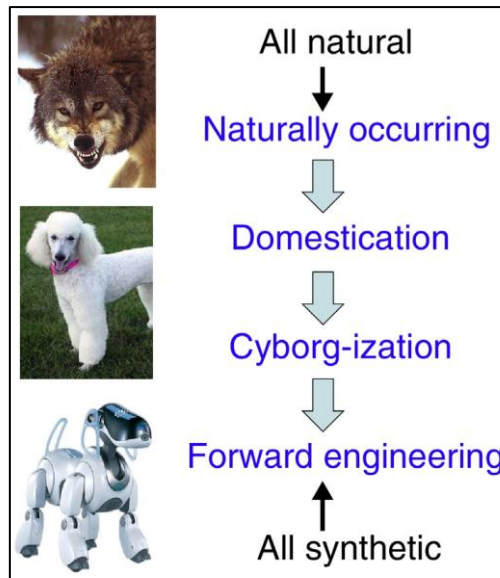 All natural
Naturally occurring
Domestication
Cyborg-ization
Forward engineering
All synthetic